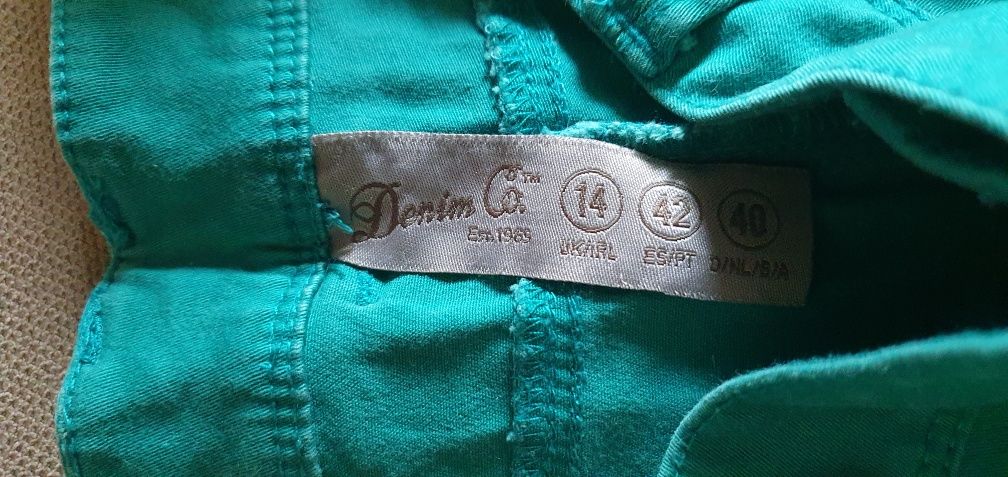 Denim Co.™
Est. 1969
14 42 40
UK/IRL ES/PT D/NL/B/A